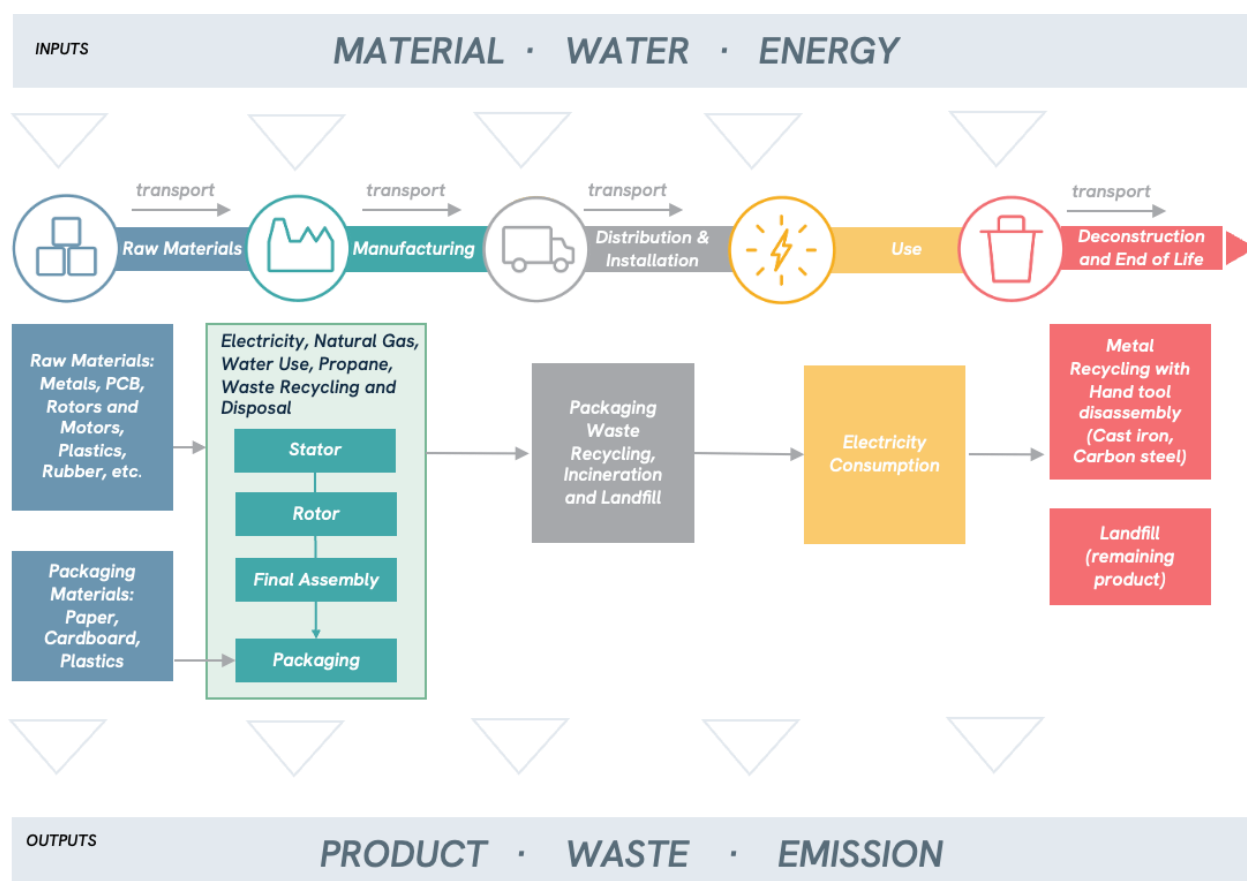 INPUTS
MATERIAL · WATER · ENERGY
transport
transport
transport
transport
Raw Materials
Manufacturing
Distribution &
Installation
Use
Deconstruction
and End of Life
Raw Materials:
Metals, PCB,
Rotors and
Motors,
Plastics,
Rubber, etc.
Packaging
Materials:
Paper,
Cardboard,
Plastics
Electricity, Natural Gas,
Water Use, Propane,
Waste Recycling and
Disposal
Stator
Rotor
Final Assembly
Packaging
Packaging
Waste
Recycling,
Incineration
and Landfill
Electricity
Consumption
Metal
Recycling with
Hand tool
disassembly
(Cast iron,
Carbon steel)
Landfill
(remaining
product)
OUTPUTS
PRODUCT · WASTE · EMISSION